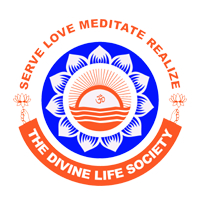 SERVE LOVE MEDITATE REALIZE
ॐ
THE DIVINE LIFE SOCIETY